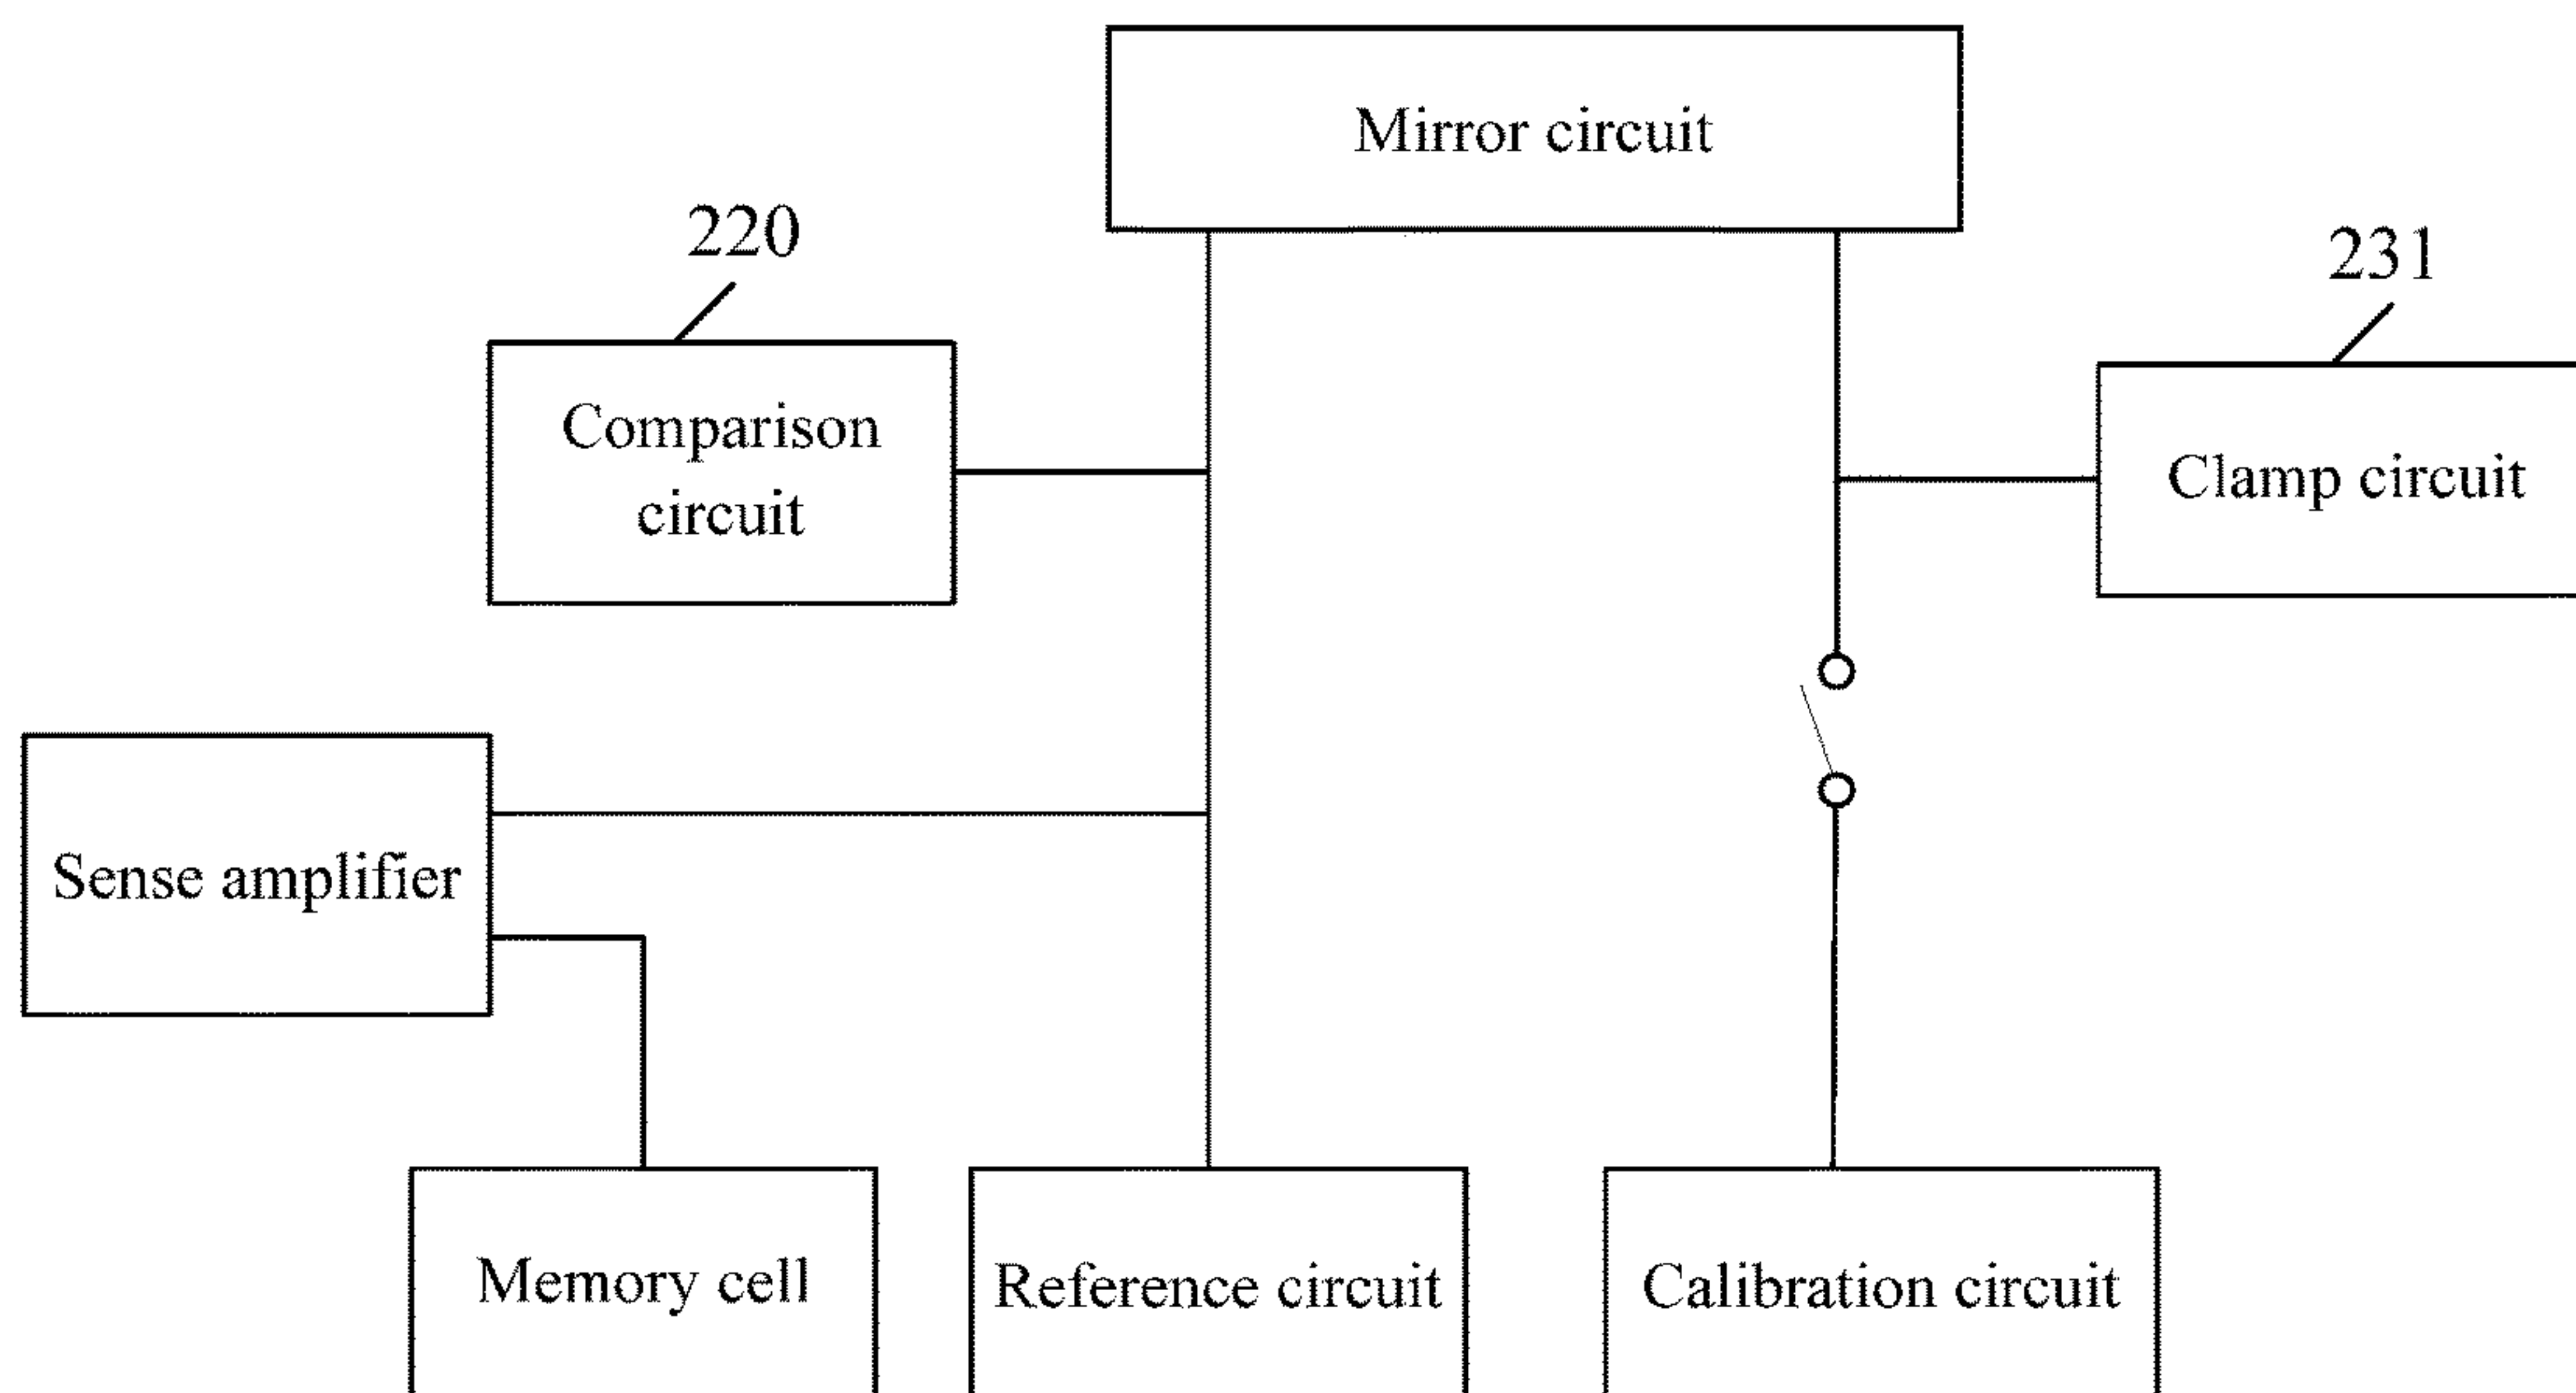 Mirror circuit
220
231
Comparison
circuit
Clamp circuit
Sense amplifier
Memory cell
Reference circuit
Calibration circuit